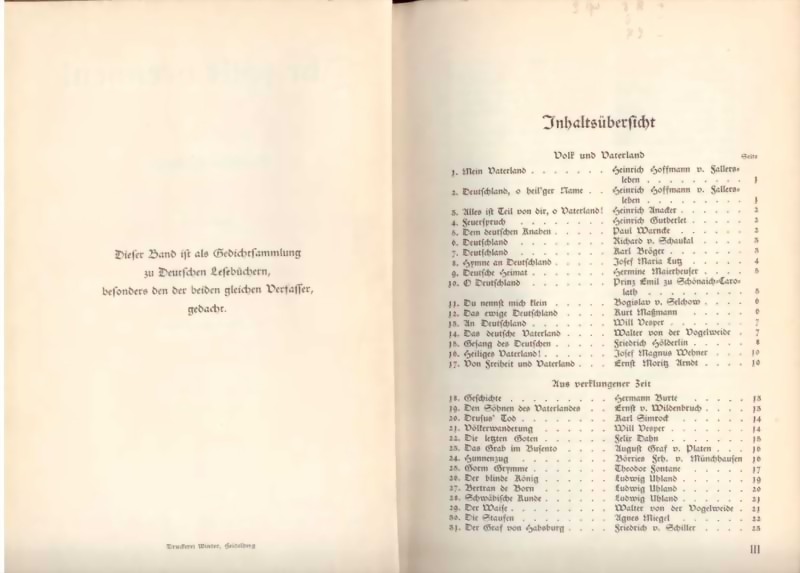 Dieser Band ist als Gedichtsammlung
zu Deutschen Lesebüchern,
besonders den der beiden gleichen Verfasser,
gedacht.
Druckerei Winter, Heidelberg
Inhaltsübersicht
Volk und Vaterland Seite
1. Mein Vaterland . . . . . . . Heinrich Hoffmann v. Fallers-
leben . . . . . . . . . 1
2. Deutschland, o heil'ger Name . . Heinrich Hoffmann v. Fallers-
leben . . . . . . . . . 1
3. Alles ist Teil von dir, o Vaterland! Heinrich Anacker . . . . . 2
4. Feuerspruch . . . . . . . . Heinrich Gutberlet . . . . 2
5. Dem deutschen Knaben . . . . Paul Warncke . . . . . . 2
6. Deutschland . . . . . . . . Richard v. Schaukal . . . . 3
7. Deutschland . . . . . . . . Karl Bröger . . . . . . . 3
8. Hymne an Deutschland . . . . Josef Maria Lutz . . . . . 4
9. Deutsche Heimat . . . . . . Hermine Maierheuser . . . . 5
10. O Deutschland . . . . . . . Prinz Emil zu Schönaich-Caro-
lath . . . . . . . . . 5
11. Du nennst mich klein . . . . . Bogislav v. Selchow . . . . 6
12. Das ewige Deutschland . . . . Kurt Maßmann . . . . . 6
13. An Deutschland . . . . . . . Will Vesper . . . . . . . 7
14. Das deutsche Vaterland . . . . Walter von der Vogelweide . 7
15. Gesang des Deutschen . . . . . Friedrich Hölderlin . . . . 8
16. Heiliges Vaterland! . . . . . . Josef Magnus Wehner . . . 10
17. Von Freiheit und Vaterland . . . Ernst Moritz Arndt . . . . 10
Aus verklungener Zeit
18. Geschichte . . . . . . . . Hermann Burte . . . . . 13
19. Den Söhnen des Vaterlandes . . Ernst v. Wildenbruch . . . . 13
20. Drusus' Tod . . . . . . . . Karl Simrock . . . . . . 14
21. Völkerwanderung . . . . . . Will Vesper . . . . . . . 14
22. Die letzten Goten . . . . . . Felix Dahn . . . . . . . 15
23. Das Grab im Busento . . . . . August Graf v. Platen . . . 16
24. Hunnenzug . . . . . . . . Börries Frh. v. Münchhausen 16
25. Gorm Grymme . . . . . . . Theodor Fontane . . . . . 17
26. Der blinde König . . . . . . Ludwig Uhland . . . . . . 19
27. Bertran de Born . . . . . . Ludwig Uhland . . . . . . 20
28. Schwäbische Kunde . . . . . . Ludwig Uhland . . . . . . 21
29. Der Waise . . . . . . . . . Walter von der Vogelweide . 21
30. Die Staufen . . . . . . . . Agnes Miegel . . . . . . 22
31. Der Graf von Habsburg . . . . Friedrich v. Schiller . . . . 23
III